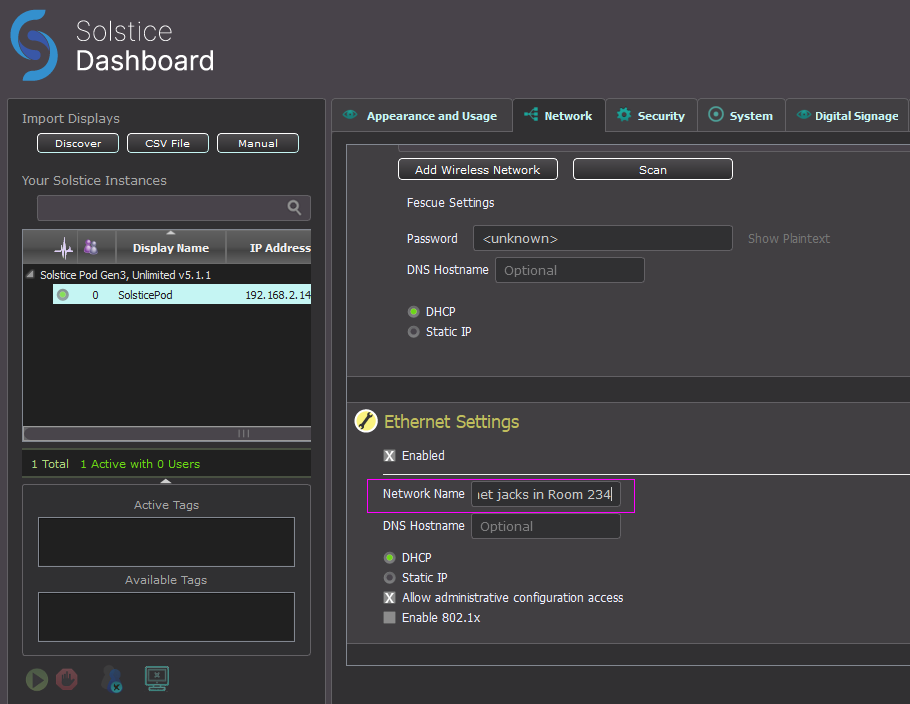 Solstice
Dashboard
Import Displays
Discover
CSV File
Manual
Your Solstice Instances
Display Name
IP Address
Solstice Pod Gen3, Unlimited v5.1.1
0
SolsticePod
192.168.2.14
1 Total
1 Active with 0 Users
Active Tags
Available Tags
Appearance and Usage
Network
Security
System
Digital Signage
Add Wireless Network
Scan
Fescue Settings
Password
<unknown>
Show Plaintext
DNS Hostname
Optional
DHCP
Static IP
Ethernet Settings
Enabled
Network Name
net jacks in Room 234
DNS Hostname
Optional
DHCP
Static IP
Allow administrative configuration access
Enable 802.1x